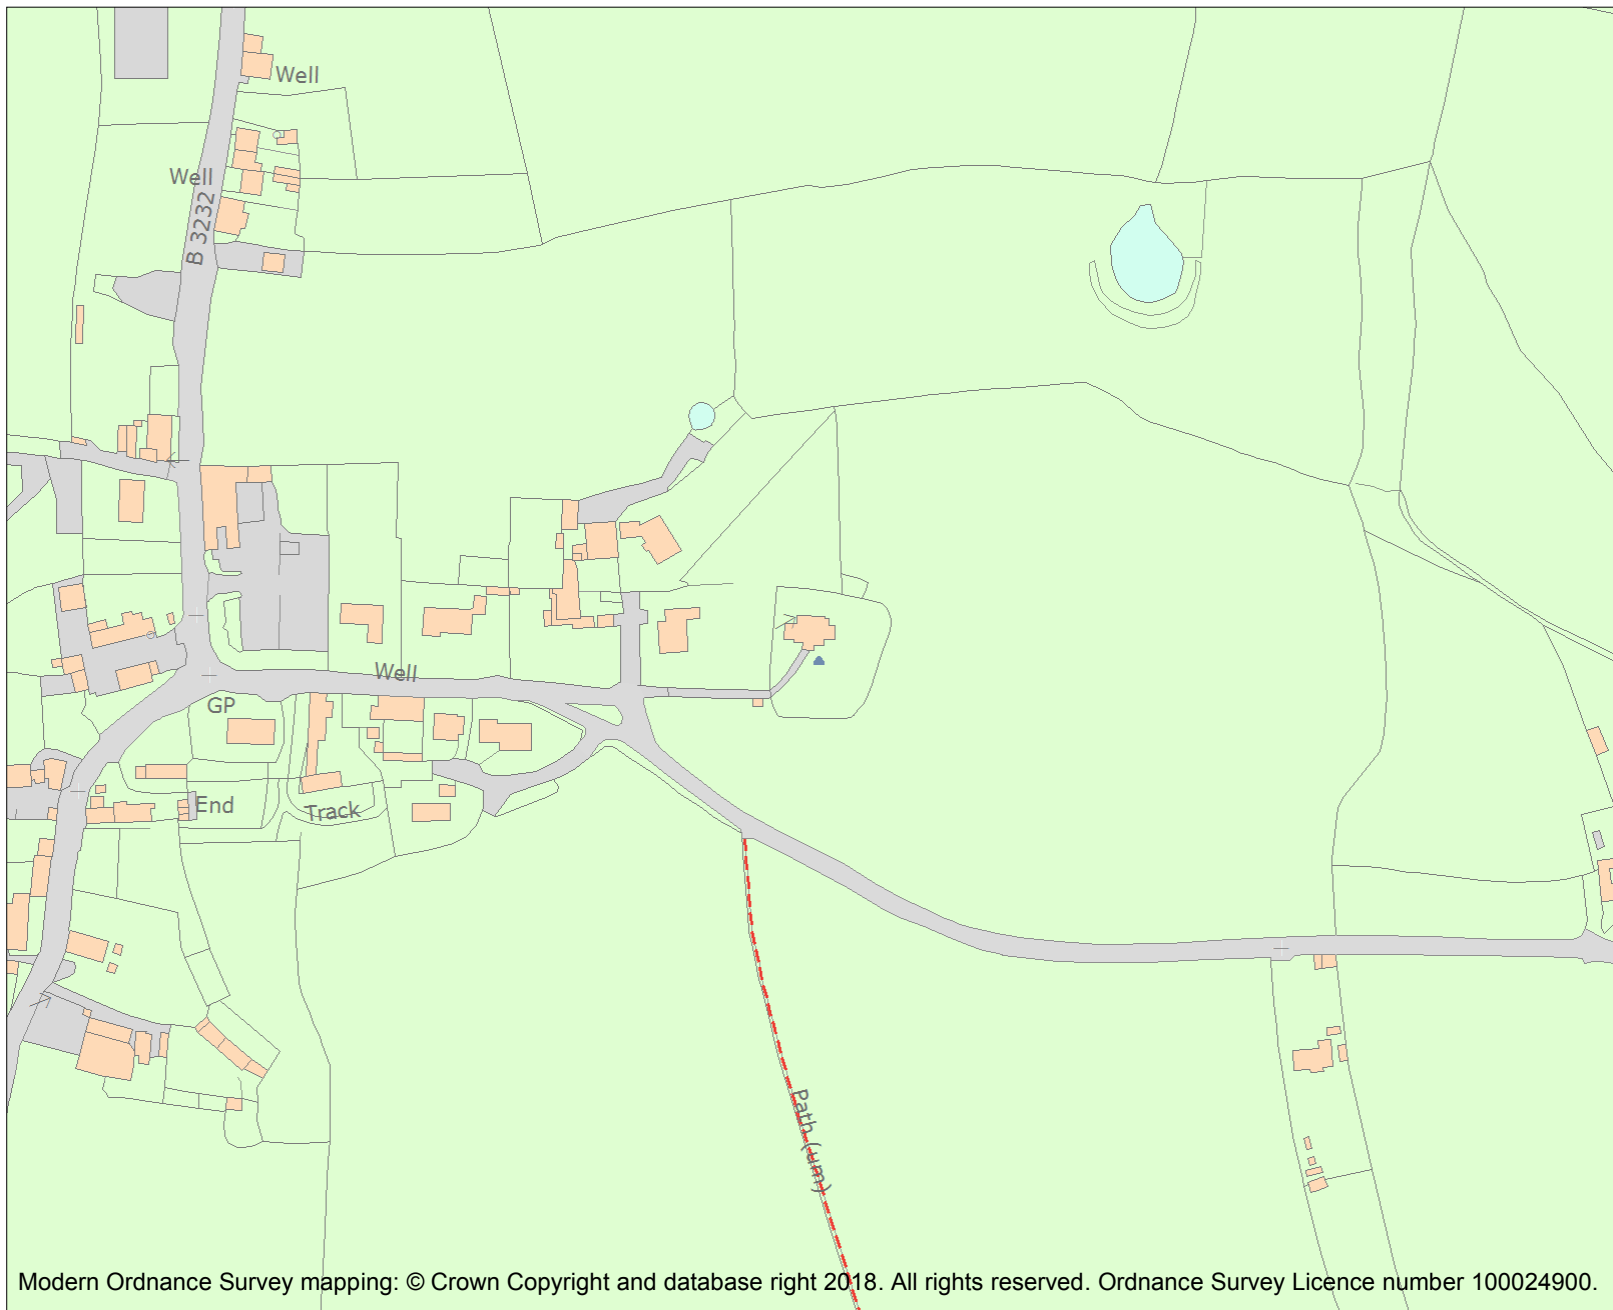 Well
Well
B 3232
Well
GP
End
Track
Path (um)
Modern Ordnance Survey mapping: © Crown Copyright and database right 2018. All rights reserved. Ordnance Survey Licence number 100024900.